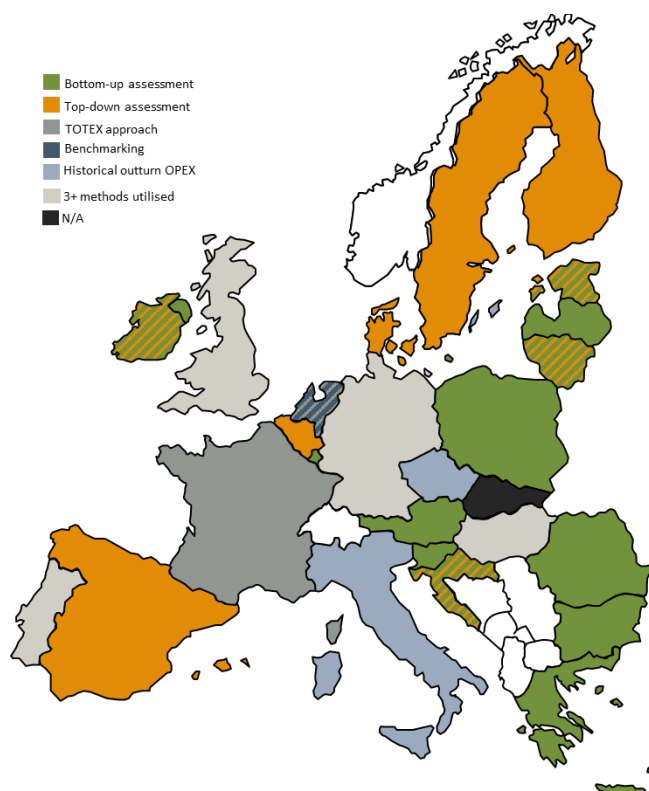 Bottom-up assessment
Top-down assessment
TOTEX approach
Benchmarking
Historical outturn OPEX
3+ methods utilised
N/A